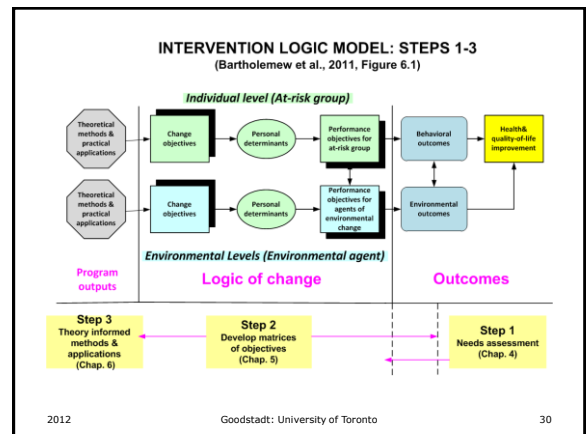 INTERVENTION LOGIC MODEL: STEPS 1-3
(Bartholemew et al., 2011, Figure 6.1)
Individual level (At-risk group)
Theoretical
methods &
practical
applications
Change
objectives
Personal
determinants
Performance
objectives for
at-risk group
Behavioral
outcomes
Health&
quality-of-life
improvement
Theoretical
methods &
practical
applications
Change
objectives
Personal
determinants
Performance
objectives for
agents of
environmental
change
Environmental
outcomes
Environmental Levels (Environmental agent)
Program
outputs
Logic of change
Outcomes
Step 3
Theory informed
methods &
applications
(Chap. 6)
Step 2
Develop matrices
of objectives
(Chap. 5)
Step 1
Needs assessment
(Chap. 4)
2012
Goodstadt: University of Toronto
30